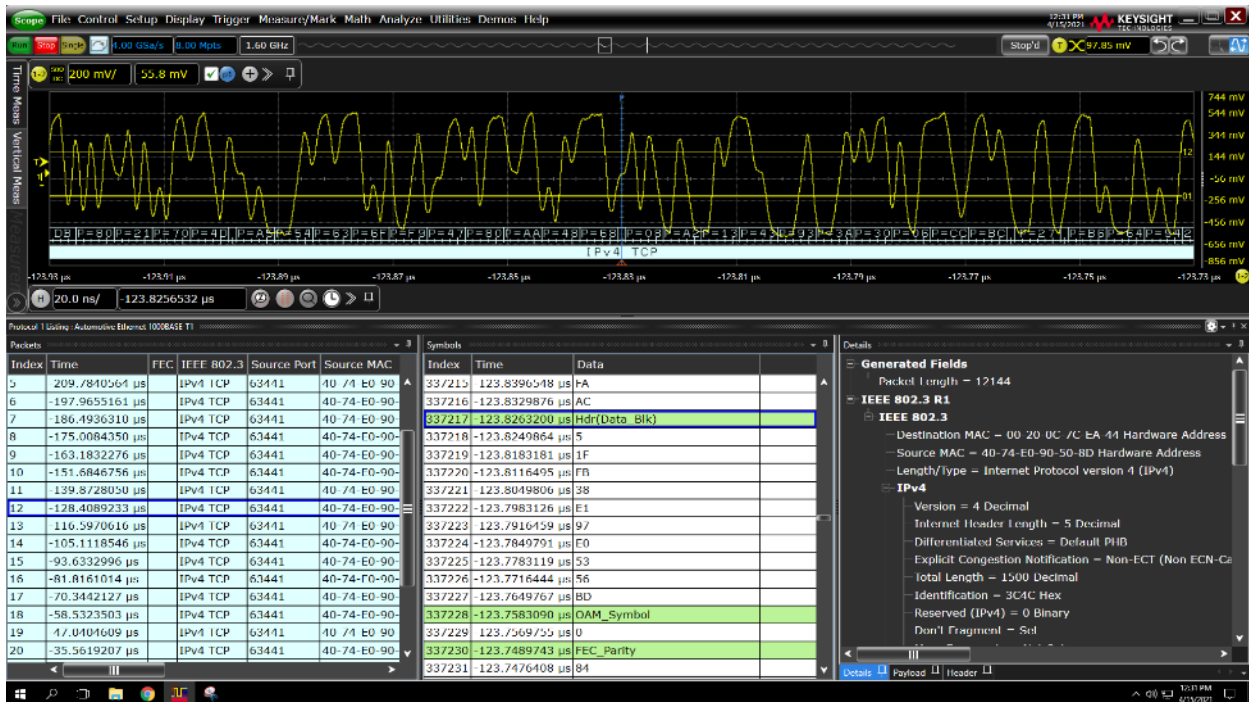 Scope File Control Setup Display Trigger Measure/Mark Math Analyze Utilities Demos Help
12:31 PM
4/15/2021
KEYSIGHT
TECHNOLOGIES
Run Stop Single 4.00 GSa/s 8.00 Mpts 1.60 GHz Stop'd T 97.85 mV
200 mV/ 55.8 mV
Time Meas
Vertical Meas
744 mV
544 mV
344 mV
144 mV
-56 mV
-256 mV
-456 mV
-656 mV
-856 mV
12
01
IPv4 TCP
-123.93 µs -123.91 µs -123.89 µs -123.87 µs -123.85 µs -123.83 µs -123.81 µs -123.79 µs -123.77 µs -123.75 µs -123.73 µs
H 20.0 ns/ -123.8256532 µs
Protocol 1 Listing : Automotive Ethernet 1000BASE T1
Packets
Index Time FEC IEEE 802.3 Source Port Source MAC
5 209.7840564 µs IPv4 TCP 63441 40-74-E0-90
6 -197.9655161 µs IPv4 TCP 63441 40-74-E0-90-
7 -186.4936310 µs IPv4 TCP 63441 40-74-E0-90-
8 -175.0084350 µs IPv4 TCP 63441 40-74-E0-90-
9 -163.1832276 µs IPv4 TCP 63441 40-74-E0-90-
10 -151.6846756 µs IPv4 TCP 63441 40-74-E0-90-
11 -139.8728050 µs IPv4 TCP 63441 40-74-E0-90-
12 -128.4089233 µs IPv4 TCP 63441 40-74-E0-90-
13 -116.5970616 µs IPv4 TCP 63441 40-74-E0-90-
14 -105.1118546 µs IPv4 TCP 63441 40-74-E0-90-
15 -93.6332996 µs IPv4 TCP 63441 40-74-E0-90-
16 -81.8161014 µs IPv4 TCP 63441 40-74-E0-90-
17 -70.3442127 µs IPv4 TCP 63441 40-74-E0-90-
18 -58.5323503 µs IPv4 TCP 63441 40-74-E0-90-
19 47.0404609 µs IPv4 TCP 63441 40 74 E0 90
20 -35.5619207 µs IPv4 TCP 63441 40-74-E0-90-
Symbols
Index Time Data
337215 -123.8396548 µs FA
337216 -123.8329876 µs AC
337217 -123.8263200 µs Hdr(Data_Blk)
337218 -123.8249864 µs 5
337219 -123.8183181 µs 1F
337220 -123.8116495 µs FB
337221 -123.8049806 µs 38
337222 -123.7983126 µs E1
337223 -123.7916459 µs 97
337224 -123.7849791 µs E0
337225 -123.7783119 µs 53
337226 -123.7716444 µs 56
337227 -123.7649767 µs BD
337228 -123.7583090 µs OAM_Symbol
337229 123.7569755 µs 0
337230 -123.7489743 µs FEC_Parity
337231 -123.7476408 µs 84
Details
Generated Fields
Packet Length = 12144
IEEE 802.3 R1
IEEE 802.3
Destination MAC = 00-20-0C-7C-EA-44 Hardware Address
Source MAC = 40-74-E0-90-50-8D Hardware Address
Length/Type = Internet Protocol version 4 (IPv4)
IPv4
Version = 4 Decimal
Internet Header Length = 5 Decimal
Differentiated Services = Default PHB
Explicit Congestion Notification = Non-ECT (Non ECN-Ca
Total Length = 1500 Decimal
Identification = 3C4C Hex
Reserved (IPv4) = 0 Binary
Don't Fragment = Set
Details Payload Header
12:31 PM
4/15/2021